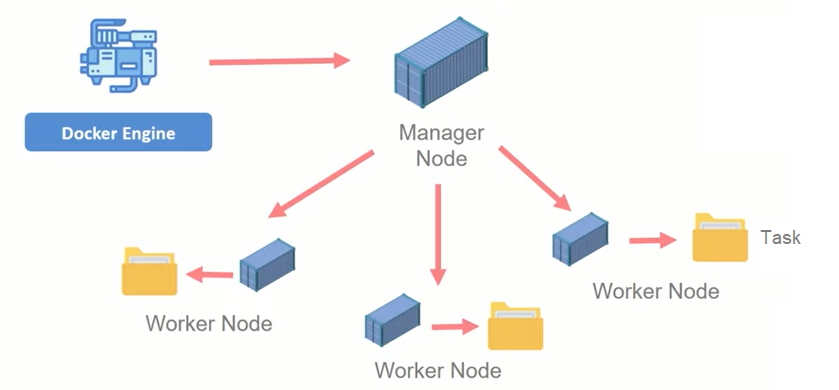 Docker Engine
Manager
Node
Task
Worker Node
Worker Node
Worker Node